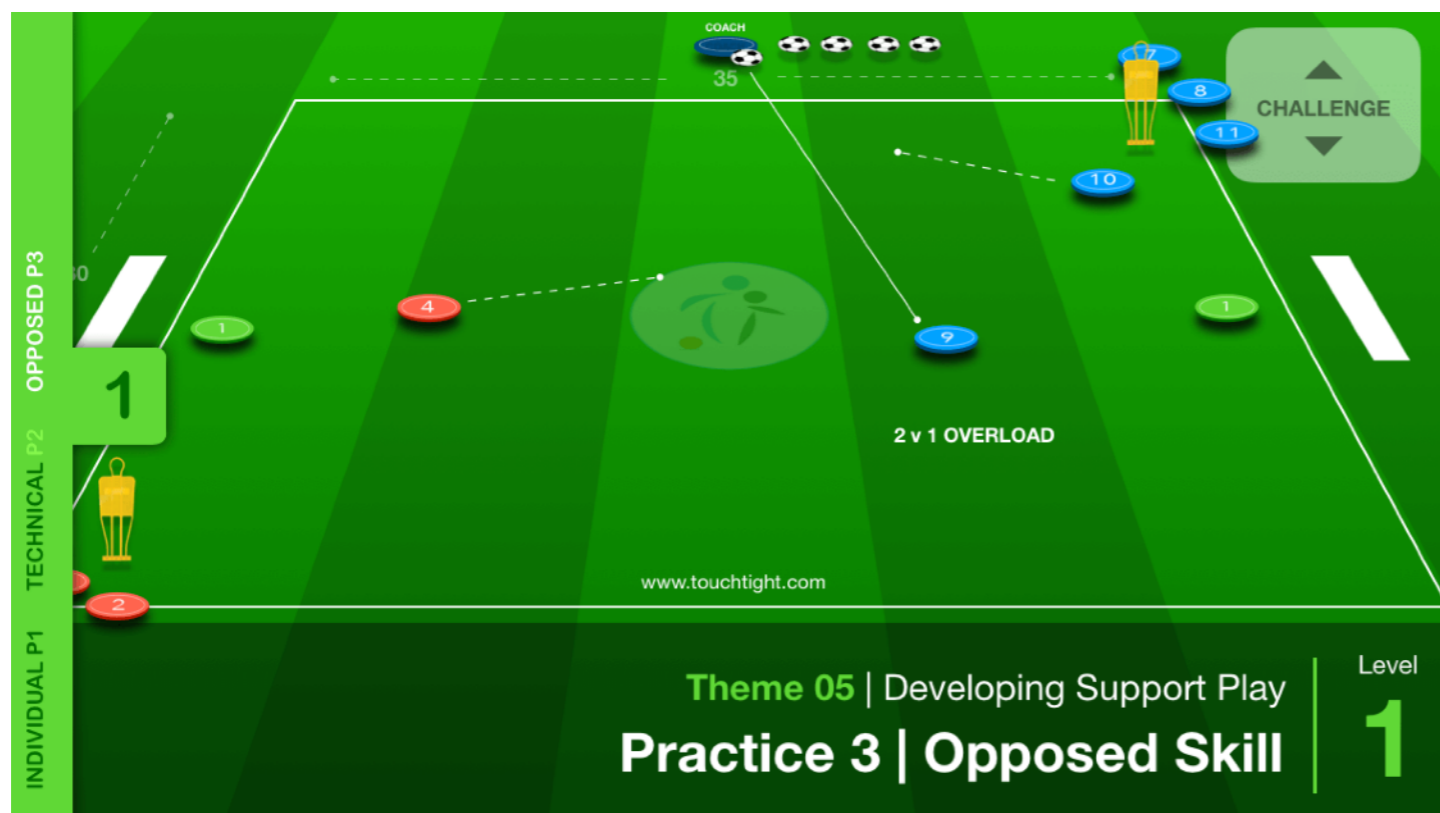 COACH
35
7
8
11
CHALLENGE
10
30
4
1
1
9
1
2 v 1 OVERLOAD
www.touchtight.com
2
INDIVIDUAL P1 TECHNICAL P2 OPPOSED P3
Theme 05 | Developing Support Play
Practice 3 | Opposed Skill
Level
1